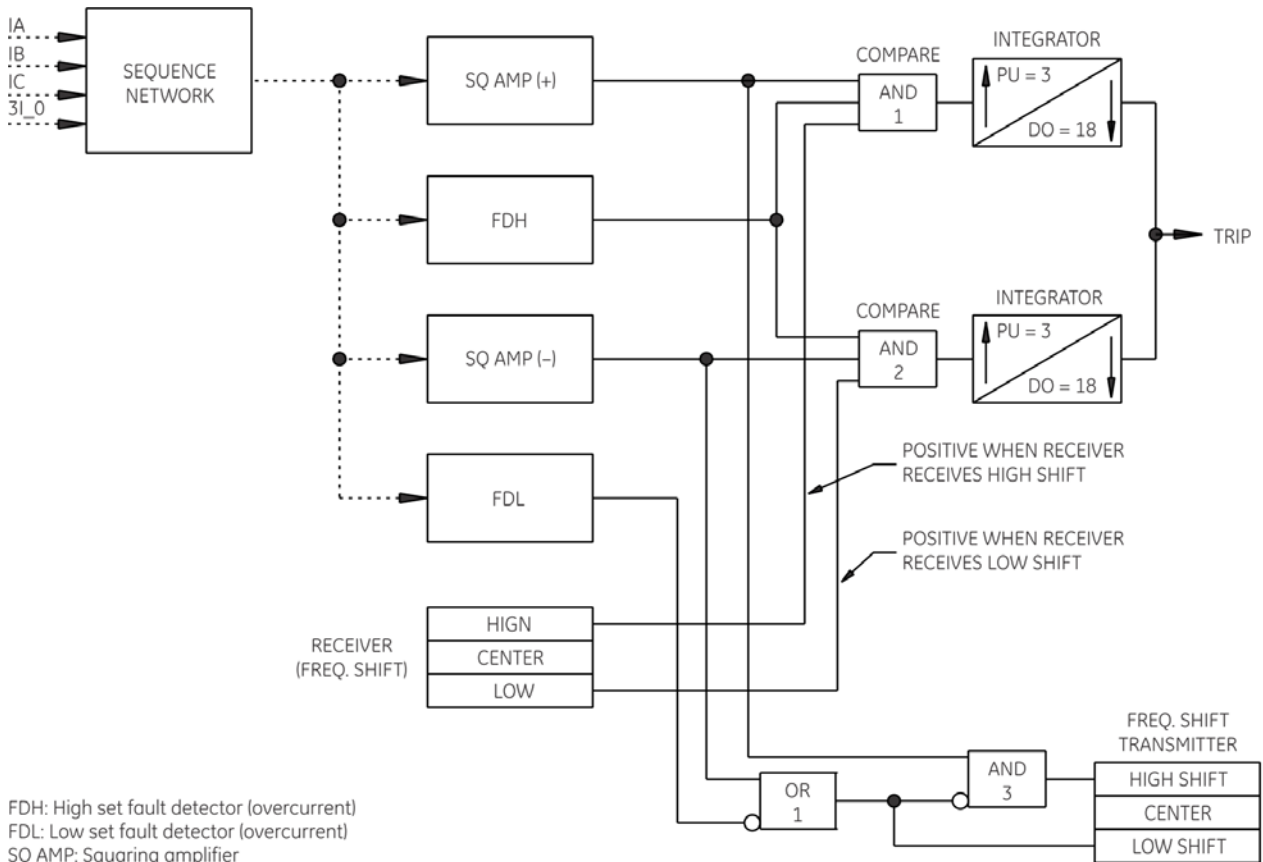 IA
IB
IC
3I_0
SEQUENCE
NETWORK
SQ AMP (+)
FDH
SQ AMP (–)
FDL
COMPARE
AND
1
INTEGRATOR
PU = 3
DO = 18
TRIP
COMPARE
AND
2
INTEGRATOR
PU = 3
DO = 18
POSITIVE WHEN RECEIVER
RECEIVES HIGH SHIFT
POSITIVE WHEN RECEIVER
RECEIVES LOW SHIFT
RECEIVER
(FREQ. SHIFT)
HIGN
CENTER
LOW
OR
1
AND
3
FREQ. SHIFT
TRANSMITTER
HIGH SHIFT
CENTER
LOW SHIFT
FDH: High set fault detector (overcurrent)
FDL: Low set fault detector (overcurrent)
SQ AMP: Squaring amplifier